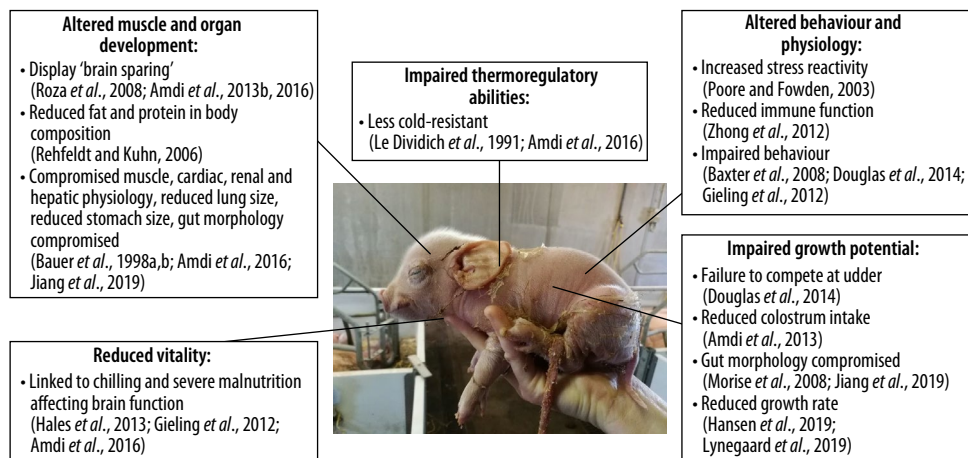 Altered muscle and organ
development:
• Display 'brain sparing'
(Roza et al., 2008; Amdi et al., 2013b, 2016)
• Reduced fat and protein in body
composition
(Rehfeldt and Kuhn, 2006)
• Compromised muscle, cardiac, renal and
hepatic physiology, reduced lung size,
reduced stomach size, gut morphology
compromised
(Bauer et al., 1998a,b; Amdi et al., 2016;
Jiang et al., 2019)
Impaired thermoregulatory
abilities:
• Less cold-resistant
(Le Dividich et al., 1991; Amdi et al., 2016)
Altered behaviour and
physiology:
• Increased stress reactivity
(Poore and Fowden, 2003)
• Reduced immune function
(Zhong et al., 2012)
• Impaired behaviour
(Baxter et al., 2008; Douglas et al., 2014;
Gieling et al., 2012)
Reduced vitality:
• Linked to chilling and severe malnutrition
affecting brain function
(Hales et al., 2013; Gieling et al., 2012;
Amdi et al., 2016)
Impaired growth potential:
• Failure to compete at udder
(Douglas et al., 2014)
• Reduced colostrum intake
(Amdi et al., 2013)
• Gut morphology compromised
(Morise et al., 2008; Jiang et al., 2019)
• Reduced growth rate
(Hansen et al., 2019;
Lynegaard et al., 2019)